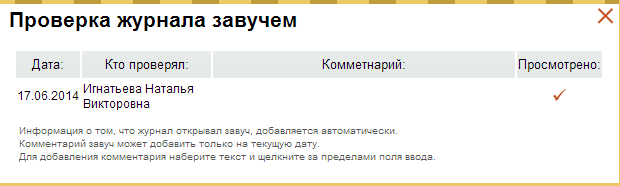 Проверка журнала завучем
Дата: Кто проверял: Комметнарий: Просмотрено:
17.06.2014 Игнатьева Наталья
Викторовна
Информация о том, что журнал открывал завуч, добавляется автоматически.
Комментарий завуч может добавить только на текущую дату.
Для добавления комментария наберите текст и щелкните за пределами поля ввода.